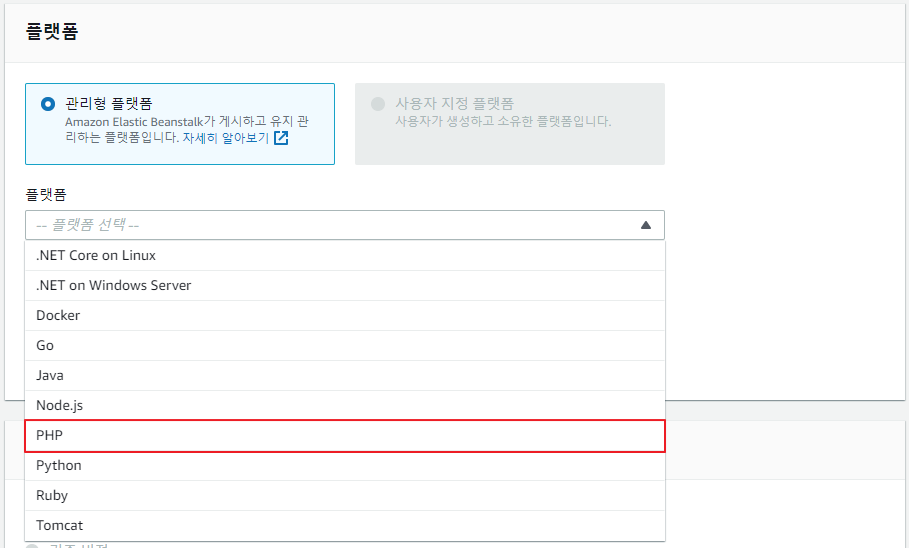 플랫폼
관리형 플랫폼
Amazon Elastic Beanstalk가 게시하고 유지 관
리하는 플랫폼입니다. 자세히 알아보기
사용자 지정 플랫폼
사용자가 생성하고 소유한 플랫폼입니다.
플랫폼
-- 플랫폼 선택 --
.NET Core on Linux
.NET on Windows Server
Docker
Go
Java
Node.js
PHP
Python
Ruby
Tomcat